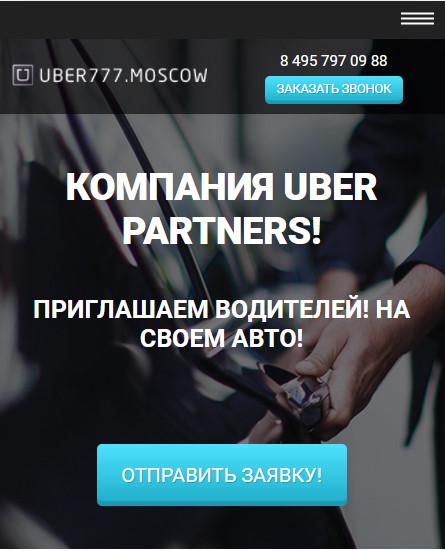 UBER777.MOSCOW
8 495 797 09 88
ЗАКАЗАТЬ ЗВОНОК
КОМПАНИЯ UBER
PARTNERS!
ПРИГЛАШАЕМ ВОДИТЕЛЕЙ! НА
СВОЕМ АВТО!
ОТПРАВИТЬ ЗАЯВКУ!